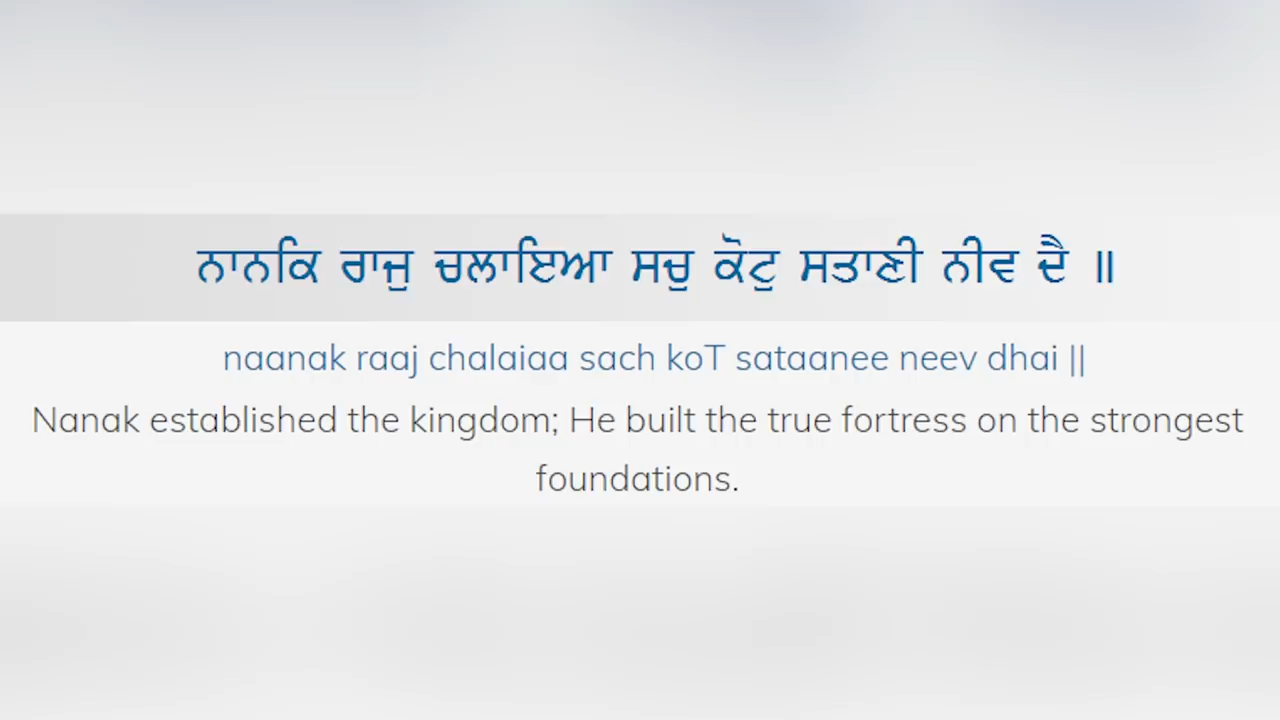 ਨਾਨਕਿ ਰਾਜੁ ਚਲਾਇਆ ਸਚੁ ਕੋਟੁ ਸਤਾਣੀ ਨੀਵ ਦੈ ॥
naanak raaj chalaiaa sach koT sataanee neev dhai ||
Nanak established the kingdom; He built the true fortress on the strongest
foundations.